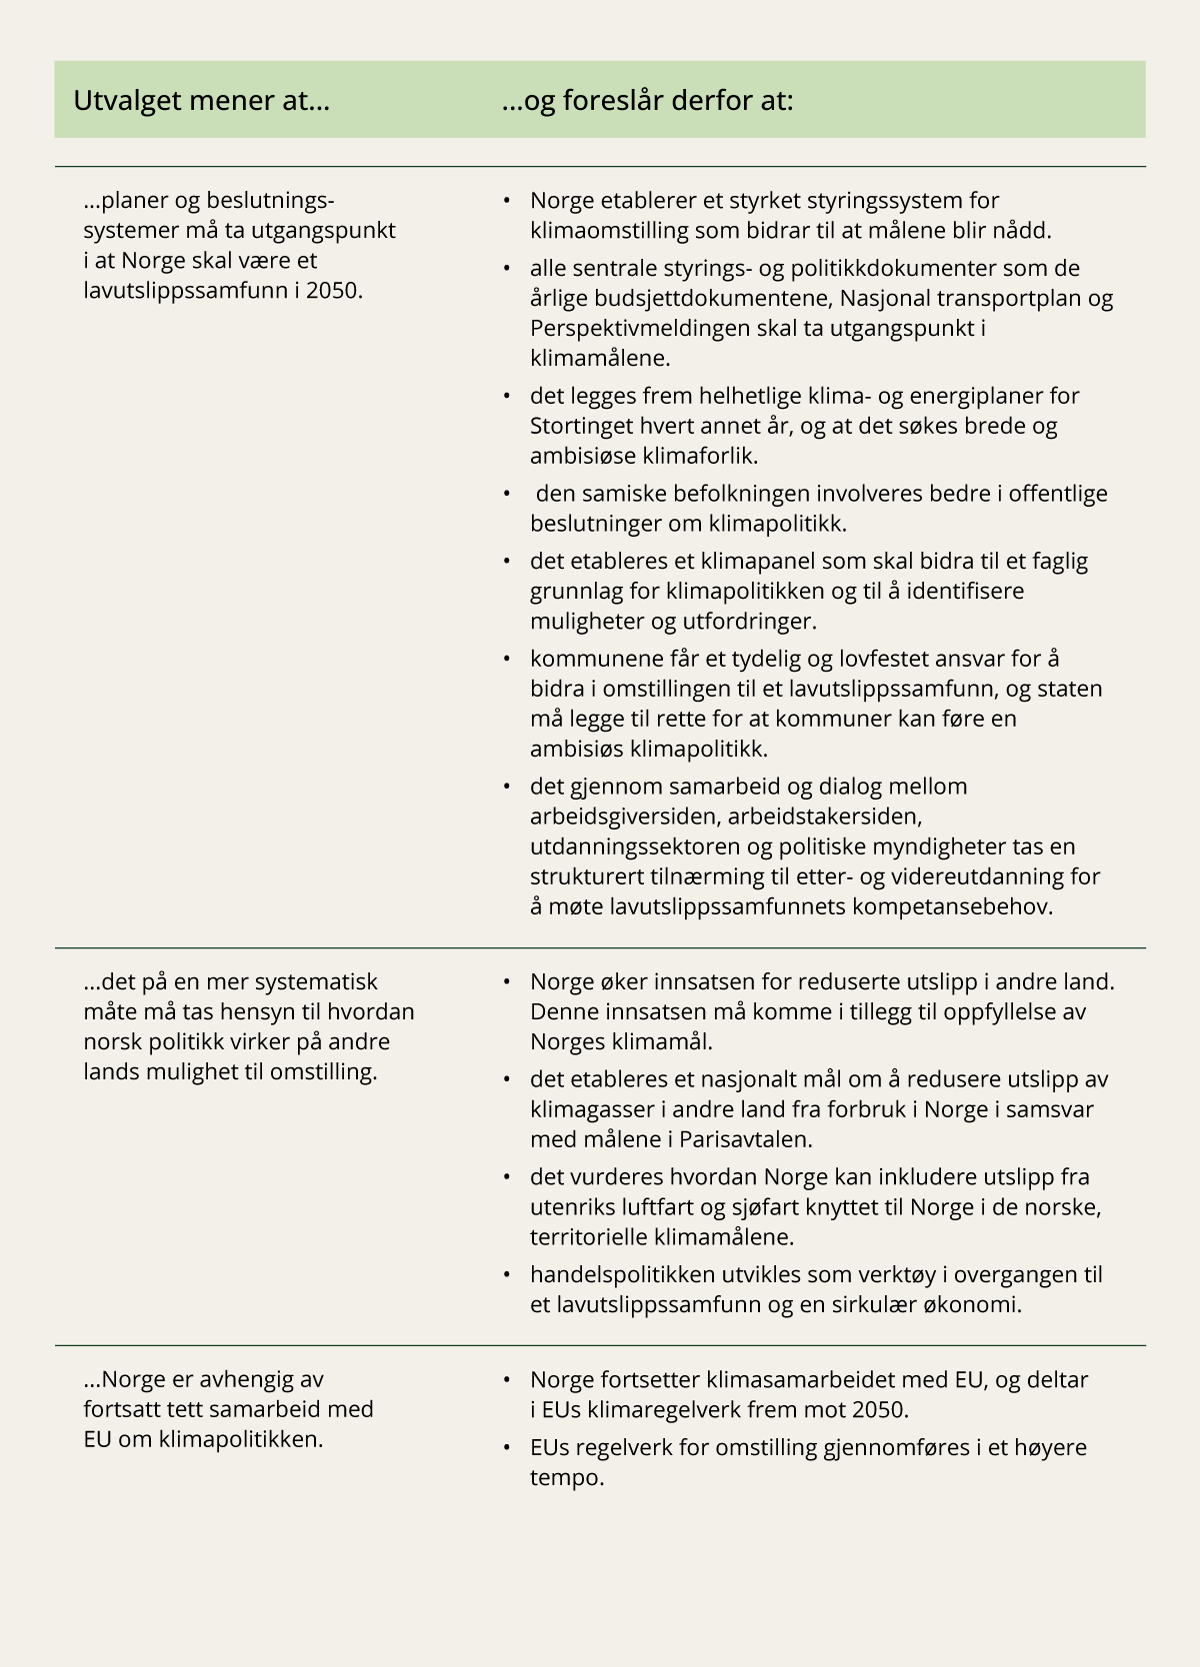 Utvalget mener at...
...og foreslår derfor at:
...planer og beslutnings-
systemer må ta utgangspunkt
i at Norge skal være et
lavutslippssamfunn i 2050.
• Norge etablerer et styrket styringssystem for
klimaomstilling som bidrar til at målene blir nådd.
• alle sentrale styrings- og politikkdokumenter som de
årlige budsjettdokumentene, Nasjonal transportplan og
Perspektivmeldingen skal ta utgangspunkt i
klimamålene.
• det legges frem helhetlige klima- og energiplaner for
Stortinget hvert annet år, og at det søkes brede og
ambisiøse klimaforlik.
• den samiske befolkningen involveres bedre i offentlige
beslutninger om klimapolitikk.
• det etableres et klimapanel som skal bidra til et faglig
grunnlag for klimapolitikken og til å identifisere
muligheter og utfordringer.
• kommunene får et tydelig og lovfestet ansvar for å
bidra i omstillingen til et lavutslippssamfunn, og staten
må legge til rette for at kommuner kan føre en
ambisiøs klimapolitikk.
• det gjennom samarbeid og dialog mellom
arbeidsgiversiden, arbeidstakersiden,
utdanningssektoren og politiske myndigheter tas en
strukturert tilnærming til etter- og videreutdanning for
å møte lavutslippssamfunnets kompetansebehov.
...det på en mer systematisk
måte må tas hensyn til hvordan
norsk politikk virker på andre
lands mulighet til omstilling.
• Norge øker innsatsen for reduserte utslipp i andre land.
Denne innsatsen må komme i tillegg til oppfyllelse av
Norges klimamål.
• det etableres et nasjonalt mål om å redusere utslipp av
klimagasser i andre land fra forbruk i Norge i samsvar
med målene i Parisavtalen.
• det vurderes hvordan Norge kan inkludere utslipp fra
utenriks luftfart og sjøfart knyttet til Norge i de norske,
territorielle klimamålene.
• handelspolitikken utvikles som verktøy i overgangen til
et lavutslippssamfunn og en sirkulær økonomi.
...Norge er avhengig av
fortsatt tett samarbeid med
EU om klimapolitikken.
• Norge fortsetter klimasamarbeidet med EU, og deltar
i EUs klimaregelverk frem mot 2050.
• EUs regelverk for omstilling gjennomføres i et høyere
tempo.